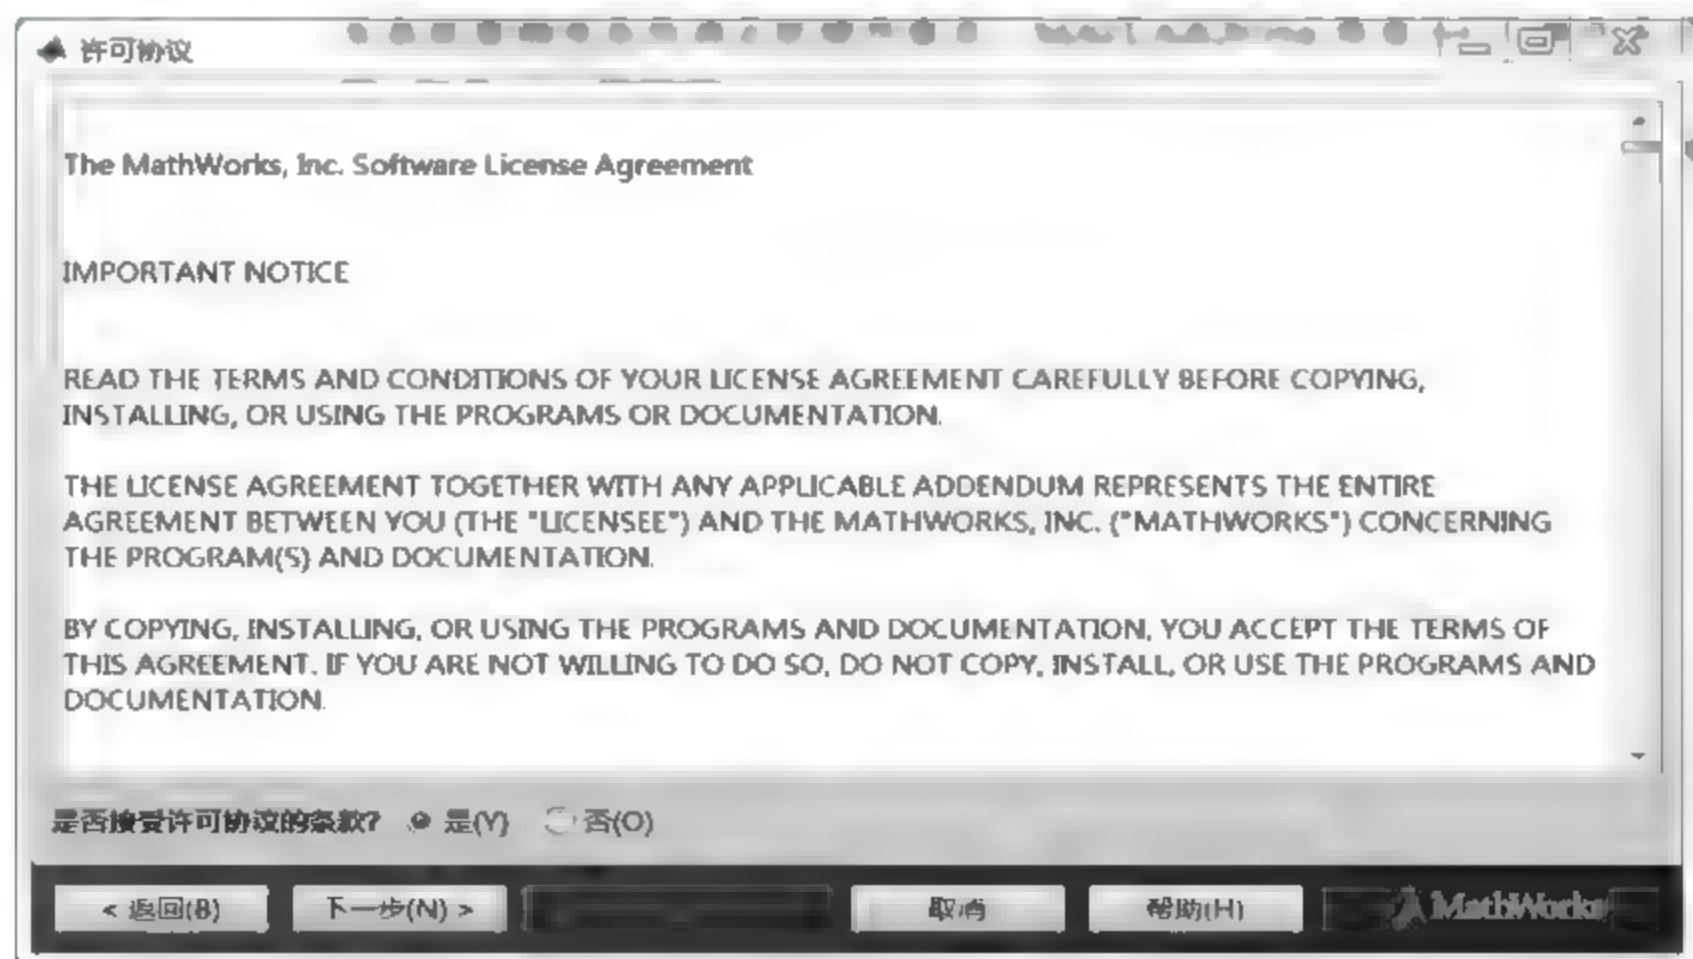 许可协议
The MathWorks, Inc. Software License Agreement
IMPORTANT NOTICE
READ THE TERMS AND CONDITIONS OF YOUR LICENSE AGREEMENT CAREFULLY BEFORE COPYING,
INSTALLING, OR USING THE PROGRAMS OR DOCUMENTATION.
THE LICENSE AGREEMENT TOGETHER WITH ANY APPLICABLE ADDENDUM REPRESENTS THE ENTIRE
AGREEMENT BETWEEN YOU (THE "LICENSEE") AND THE MATHWORKS, INC. ("MATHWORKS") CONCERNING
THE PROGRAM(S) AND DOCUMENTATION.
BY COPYING, INSTALLING, OR USING THE PROGRAMS AND DOCUMENTATION, YOU ACCEPT THE TERMS OF
THIS AGREEMENT. IF YOU ARE NOT WILLING TO DO SO, DO NOT COPY, INSTALL, OR USE THE PROGRAMS AND
DOCUMENTATION.
是否接受许可协议的条款? 是(Y) 否(O)
< 返回(B) 下一步(N) > 取消 帮助(H) MathWorks